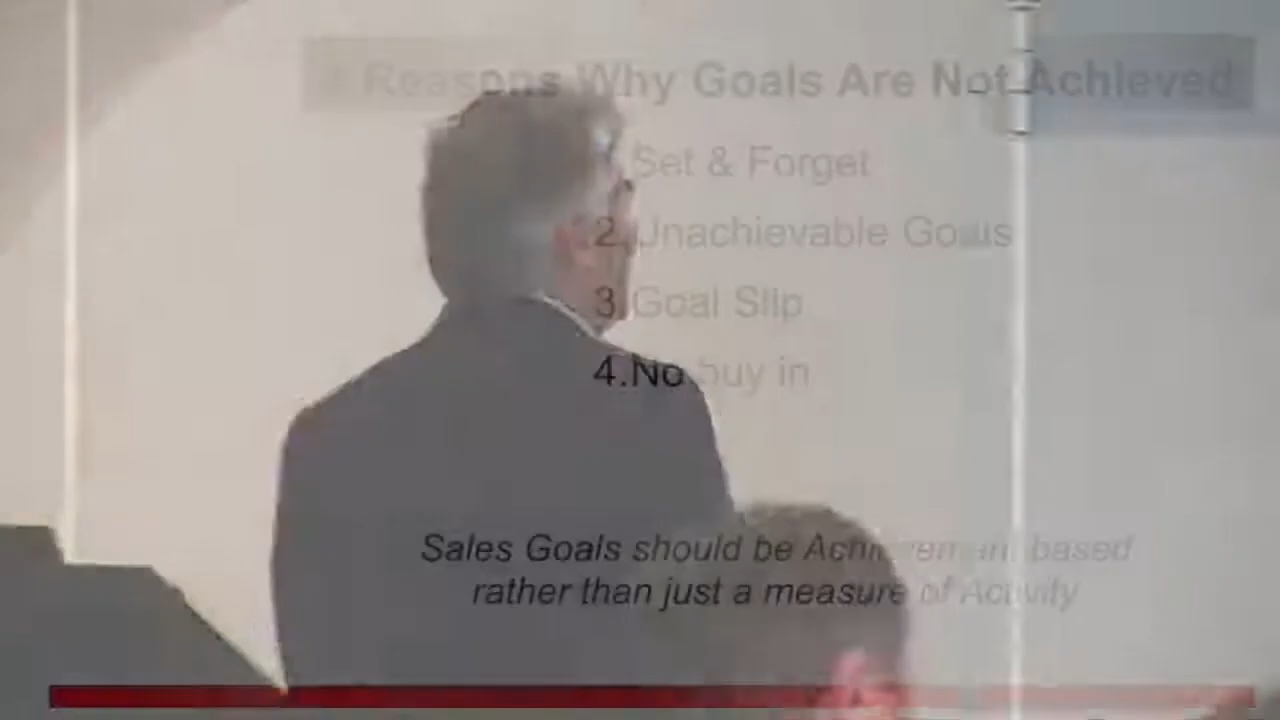 Reasons Why Goals Are Not Achieved
Set & Forget
2.Unachievable Goals
3.Goal Slip
4.No buy in
Sales Goals should be Achievement based
rather than just a measure of Activity